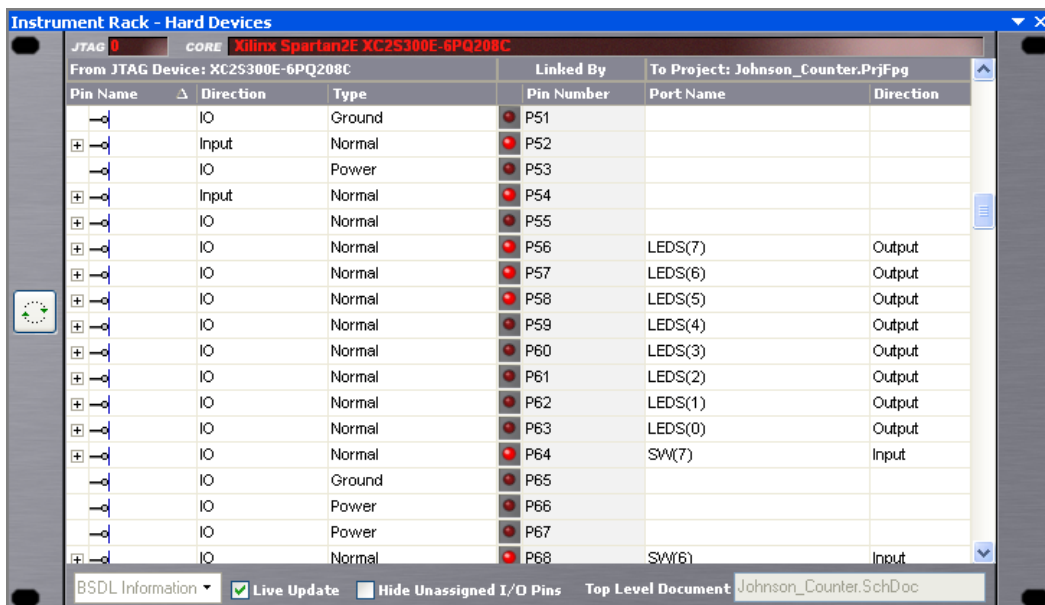 Instrument Rack - Hard Devices
JTAG 0 CORE Xilinx Spartan2E XC2S300E-6PQ208C
From JTAG Device: XC2S300E-6PQ208C Linked By To Project: Johnson_Counter.PrjFpg
Pin Name Direction Type Pin Number Port Name Direction
IO Ground P51
Input Normal P52
IO Power P53
Input Normal P54
IO Normal P55
IO Normal P56 LEDS(7) Output
IO Normal P57 LEDS(6) Output
IO Normal P58 LEDS(5) Output
IO Normal P59 LEDS(4) Output
IO Normal P60 LEDS(3) Output
IO Normal P61 LEDS(2) Output
IO Normal P62 LEDS(1) Output
IO Normal P63 LEDS(0) Output
IO Normal P64 SW(7) Input
IO Ground P65
IO Power P66
IO Power P67
IO Normal P68 SW(6) Input
BSDL Information Live Update Hide Unassigned I/O Pins Top Level Document Johnson_Counter.SchDoc